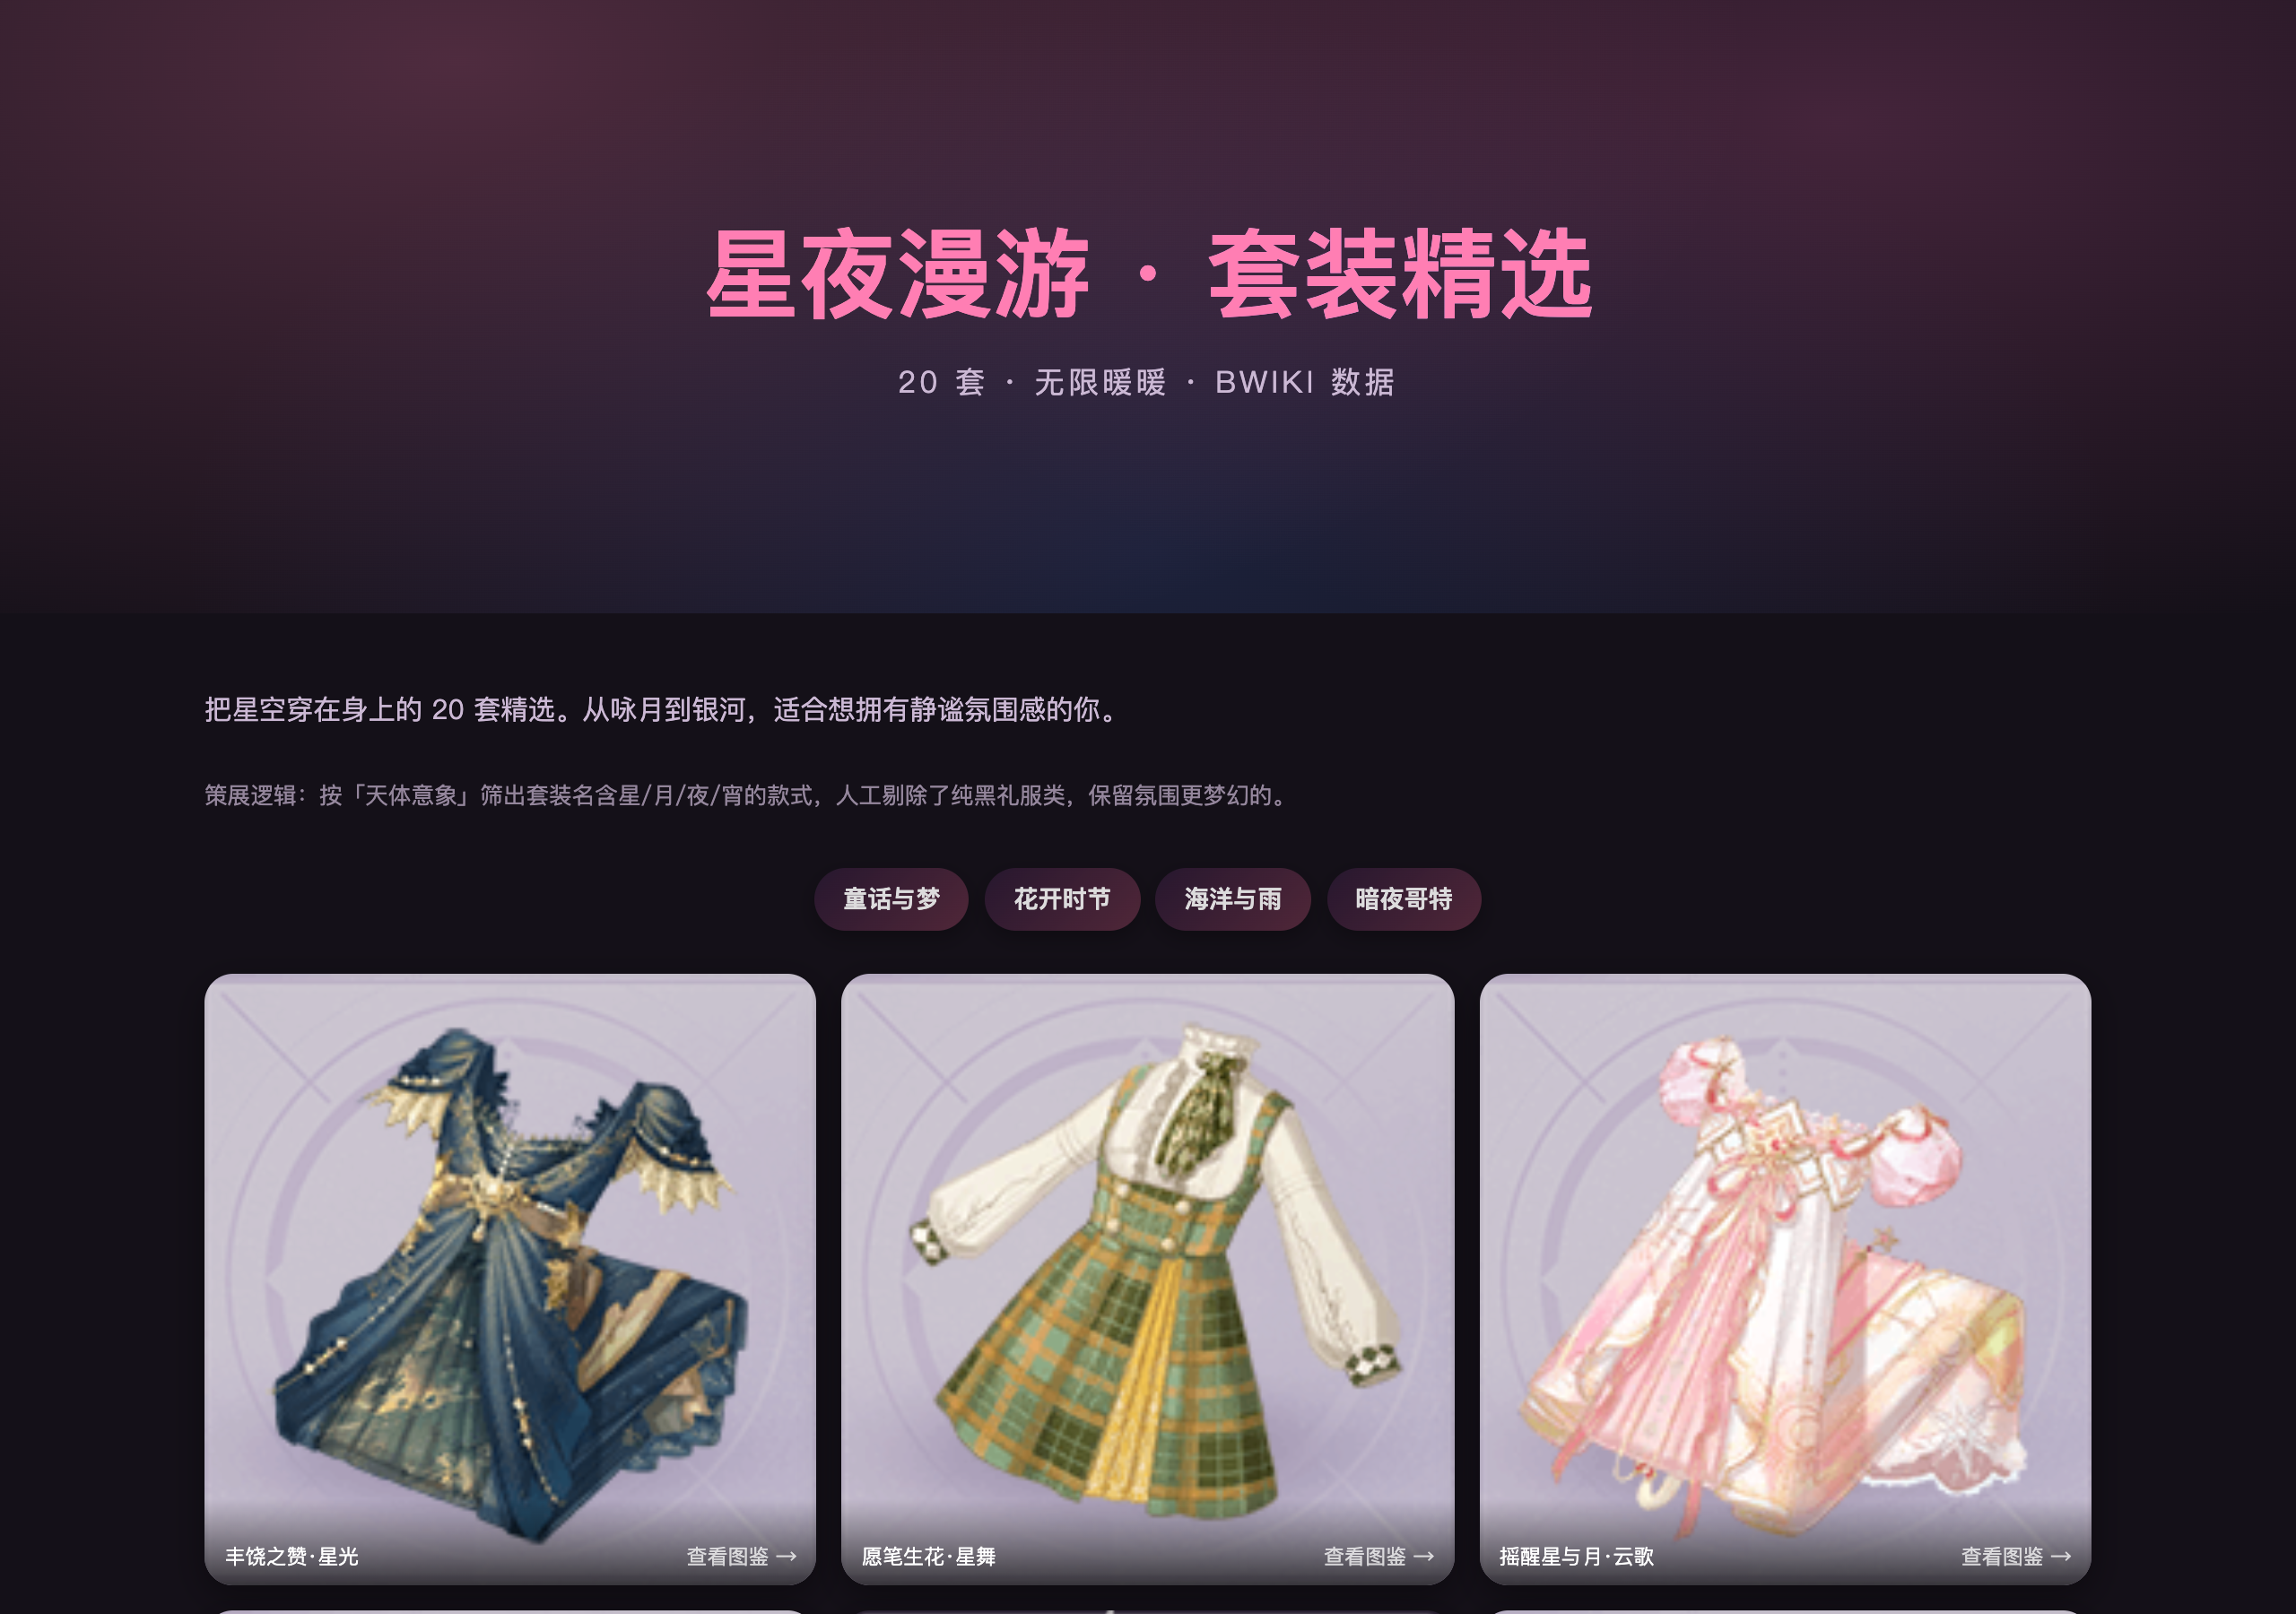 星夜漫游 · 套装精选
20 套 · 无限暖暖 · BWIKI 数据
把星空穿在身上的 20 套精选。从咏月到银河，适合想拥有静谧氛围感的你。
策展逻辑：按「天体意象」筛出套装名含星/月/夜/宵的款式，人工剔除了纯黑礼服类，保留氛围更梦幻的。
童话与梦 花开时节 海洋与雨 暗夜哥特
丰饶之赞·星光 查看图鉴 →
愿笔生花·星舞 查看图鉴 →
摇醒星与月·云歌 查看图鉴 →